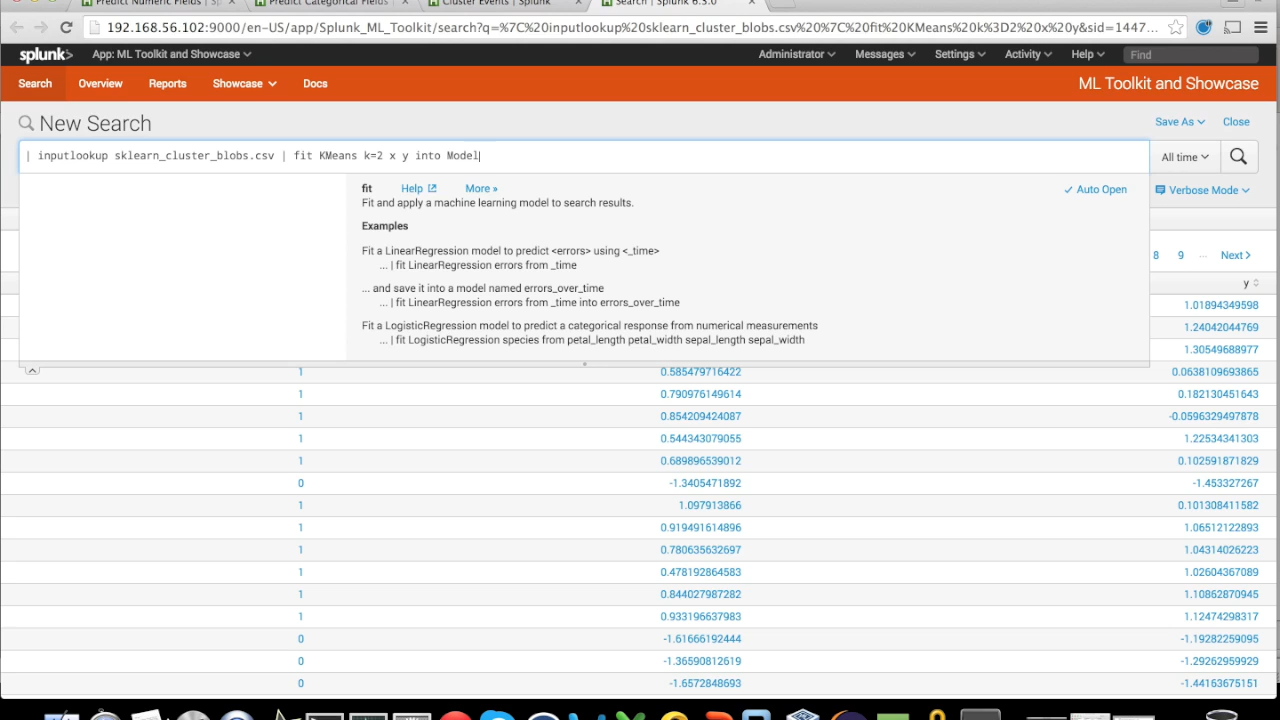 Predict Numeric Fields | Sp
Predict Categorical Fields |
Cluster Events | Splunk
Search | Splunk 6.3.0
192.168.56.102:9000/en-US/app/Splunk_ML_Toolkit/search?q=%7C%20inputlookup%20sklearn_cluster_blobs.csv%20%7C%20fit%20KMeans%20k%3D2%20x%20y&sid=1447...
splunk> App: ML Toolkit and Showcase Administrator Messages Settings Activity Help Find
Search Overview Reports Showcase Docs ML Toolkit and Showcase
New Search Save As Close
| inputlookup sklearn_cluster_blobs.csv | fit KMeans k=2 x y into Model All time
fit Help More » Auto Open Verbose Mode
Fit and apply a machine learning model to search results.
Examples
Fit a LinearRegression model to predict <errors> using <_time>
... | fit LinearRegression errors from _time
... and save it into a model named errors_over_time
... | fit LinearRegression errors from _time into errors_over_time
Fit a LogisticRegression model to predict a categorical response from numerical measurements
... | fit LogisticRegression species from petal_length petal_width sepal_length sepal_width
8 9 ... Next
y
1.01894349598
1.24042044769
1.30549688977
1 0.585479716422 0.0638109693865
1 0.790976149614 0.182130451643
1 0.854209424087 -0.0596329497878
1 0.544343079055 1.22534341303
1 0.689896539012 0.102591871829
0 -1.3405471892 -1.453327267
1 1.097913866 0.101308411582
1 0.919491614896 1.06512122893
1 0.780635632697 1.04314026223
1 0.478192864583 1.02604367089
1 0.844027987282 1.10862870945
1 0.933196637983 1.12474298317
0 -1.61666192444 -1.19282259095
0 -1.36590812619 -1.29262959929
0 -1.6572848693 -1.44163675151